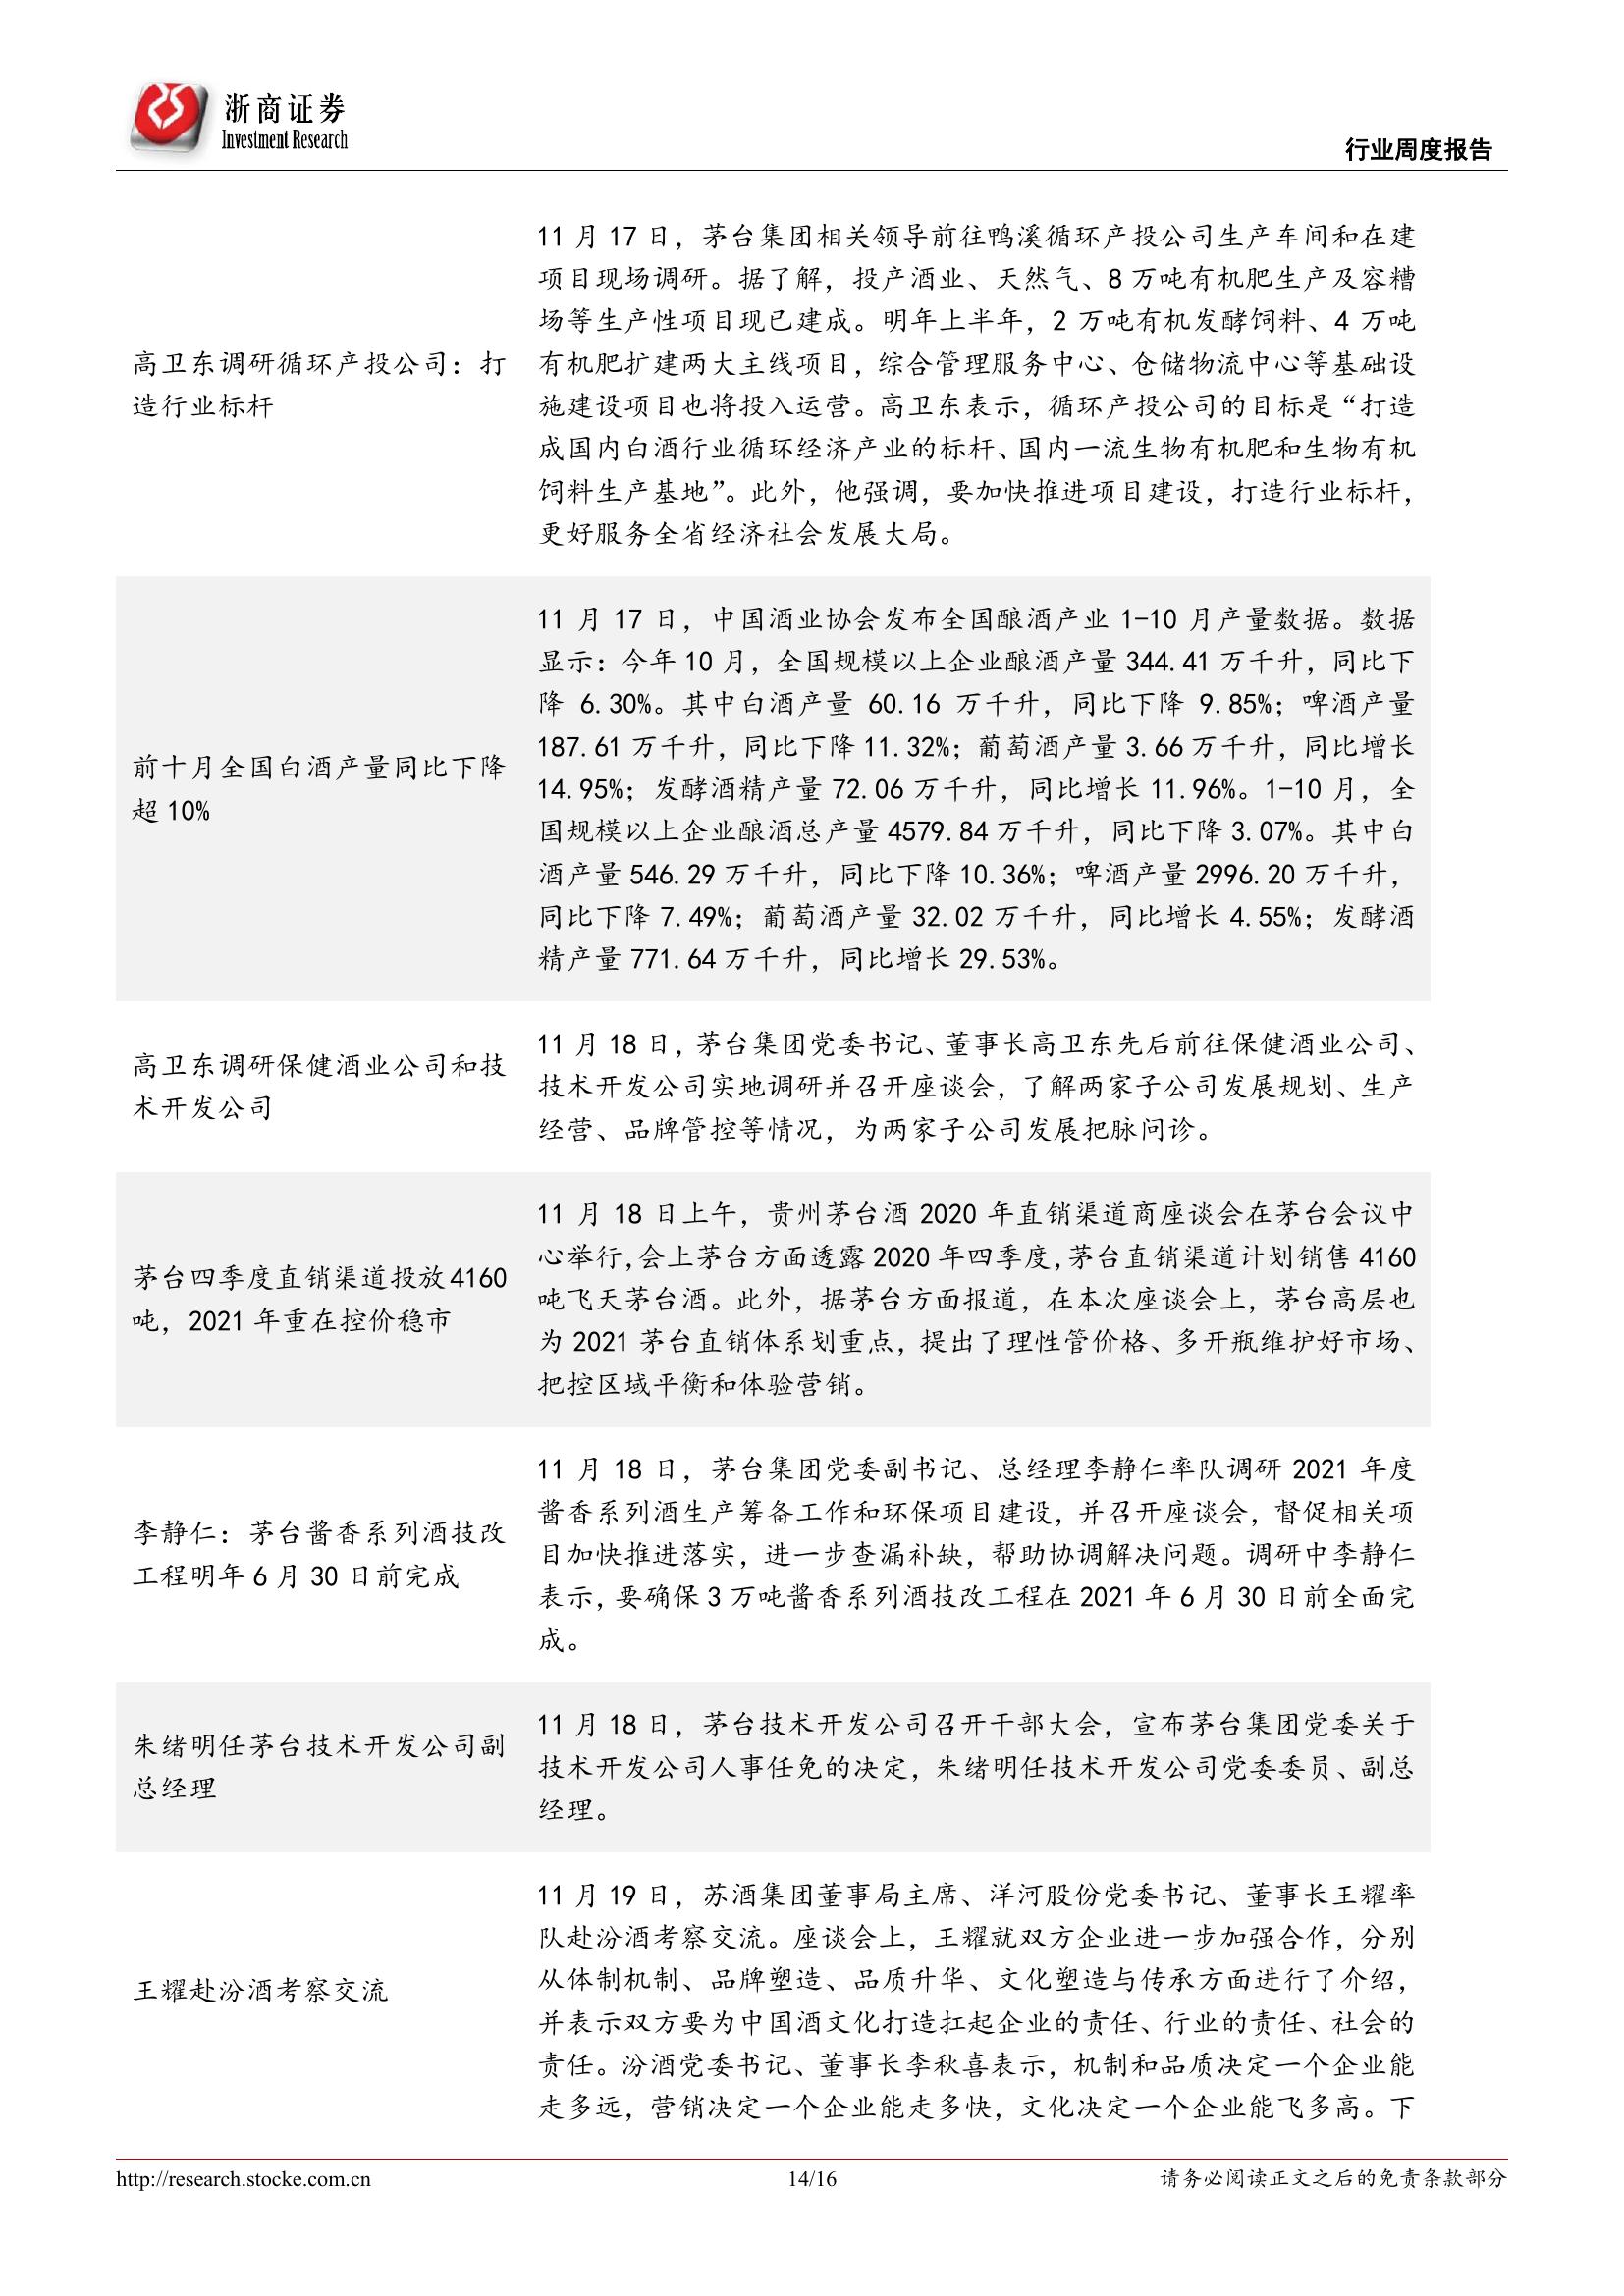 浙商证券
Investment Research
行业周度报告
高卫东调研循环产投公司：打
造行业标杆
11 月 17 日，茅台集团相关领导前往鸭溪循环产投公司生产车间和在建
项目现场调研。据了解，投产酒业、天然气、8 万吨有机肥生产及容糟
场等生产性项目现已建成。明年上半年，2 万吨有机发酵饲料、4 万吨
有机肥扩建两大主线项目，综合管理服务中心、仓储物流中心等基础设
施建设项目也将投入运营。高卫东表示，循环产投公司的目标是“打造
成国内白酒行业循环经济产业的标杆、国内一流生物有机肥和生物有机
饲料生产基地”。此外，他强调，要加快推进项目建设，打造行业标杆，
更好服务全省经济社会发展大局。
前十月全国白酒产量同比下降
超 10%
11 月 17 日，中国酒业协会发布全国酿酒产业 1-10 月产量数据。数据
显示：今年 10 月，全国规模以上企业酿酒产量 344.41 万千升，同比下
降 6.30%。其中白酒产量 60.16 万千升，同比下降 9.85%；啤酒产量
187.61 万千升，同比下降 11.32%；葡萄酒产量 3.66 万千升，同比增长
14.95%；发酵酒精产量 72.06 万千升，同比增长 11.96%。1-10 月，全
国规模以上企业酿酒总产量 4579.84 万千升，同比下降 3.07%。其中白
酒产量 546.29 万千升，同比下降 10.36%；啤酒产量 2996.20 万千升，
同比下降 7.49%；葡萄酒产量 32.02 万千升，同比增长 4.55%；发酵酒
精产量 771.64 万千升，同比增长 29.53%。
高卫东调研保健酒业公司和技
术开发公司
11 月 18 日，茅台集团党委书记、董事长高卫东先后前往保健酒业公司、
技术开发公司实地调研并召开座谈会，了解两家子公司发展规划、生产
经营、品牌管控等情况，为两家子公司发展把脉问诊。
茅台四季度直销渠道投放 4160
吨，2021 年重在控价稳市
11 月 18 日上午，贵州茅台酒 2020 年直销渠道商座谈会在茅台会议中
心举行，会上茅台方面透露 2020 年四季度，茅台直销渠道计划销售 4160
吨飞天茅台酒。此外，据茅台方面报道，在本次座谈会上，茅台高层也
为 2021 茅台直销体系划重点，提出了理性管价格、多开瓶维护好市场、
把控区域平衡和体验营销。
李静仁：茅台酱香系列酒技改
工程明年 6 月 30 日前完成
11 月 18 日，茅台集团党委副书记、总经理李静仁率队调研 2021 年度
酱香系列酒生产筹备工作和环保项目建设，并召开座谈会，督促相关项
目加快推进落实，进一步查漏补缺，帮助协调解决问题。调研中李静仁
表示，要确保 3 万吨酱香系列酒技改工程在 2021 年 6 月 30 日前全面完
成。
朱绪明任茅台技术开发公司副
总经理
11 月 18 日，茅台技术开发公司召开干部大会，宣布茅台集团党委关于
技术开发公司人事任免的决定，朱绪明任技术开发公司党委委员、副总
经理。
王耀赴汾酒考察交流
11 月 19 日，苏酒集团董事局主席、洋河股份党委书记、董事长王耀率
队赴汾酒考察交流。座谈会上，王耀就双方企业进一步加强合作，分别
从体制机制、品牌塑造、品质升华、文化塑造与传承方面进行了介绍，
并表示双方要为中国酒文化打造扛起企业的责任、行业的责任、社会的
责任。汾酒党委书记、董事长李秋喜表示，机制和品质决定一个企业能
走多远，营销决定一个企业能走多快，文化决定一个企业能飞多高。下
http://research.stocke.com.cn
14/16
请务必阅读正文之后的免责条款部分